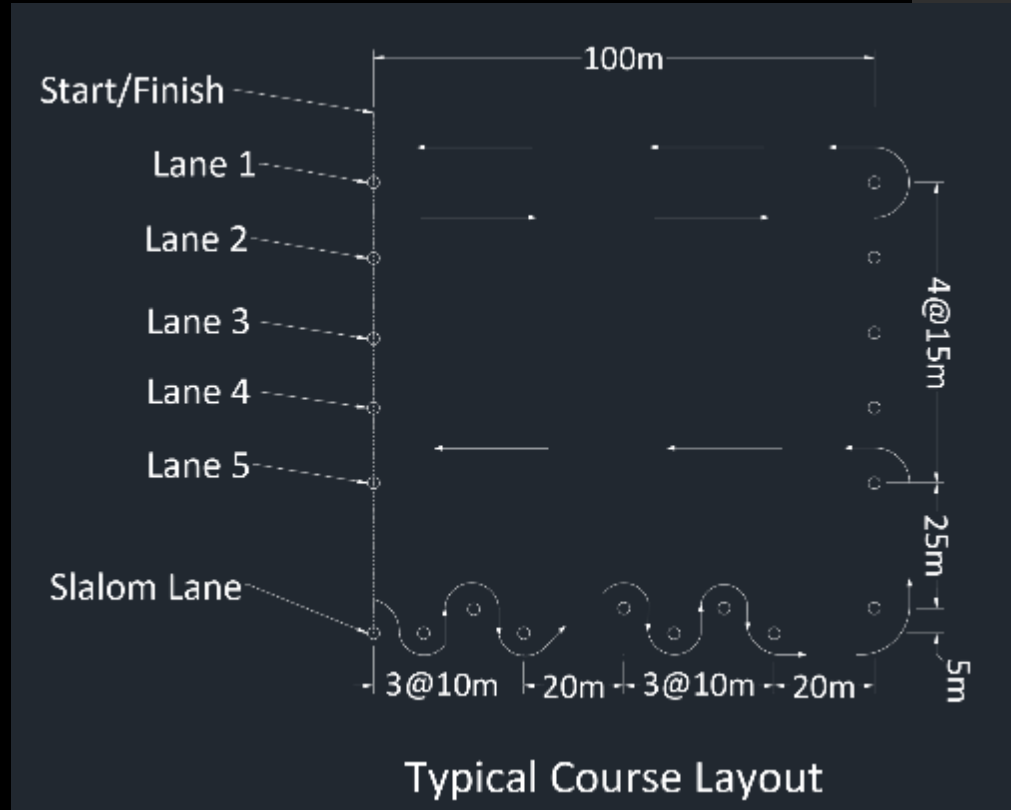 100m
Start/Finish
Lane 1
Lane 2
Lane 3
4@15m
Lane 4
Lane 5
25m
Slalom Lane
5m
3@10m 20m 3@10m 20m
Typical Course Layout